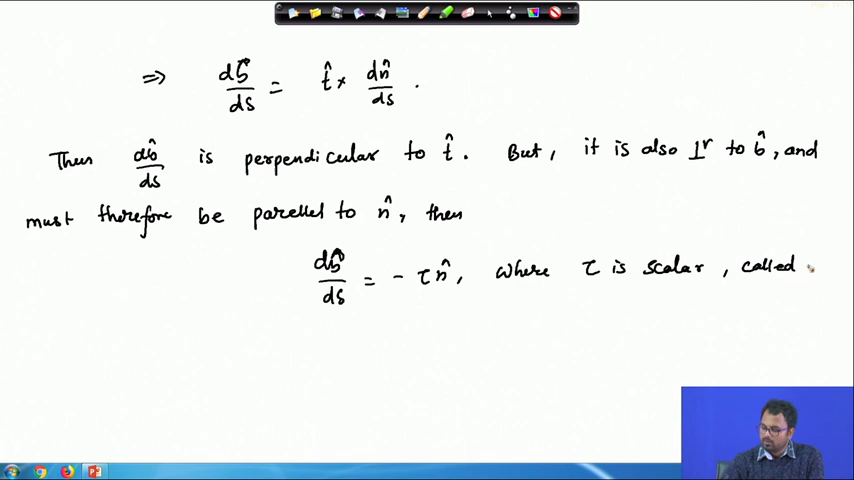 ⇒ db̂/ds = t̂ × dn̂/ds .
Then db̂/ds is perpendicular to t̂. But, it is also ⊥r to b̂, and
must therefore be parellel to n̂, then
db̂/ds = - τ n̂, where τ is scalar, called